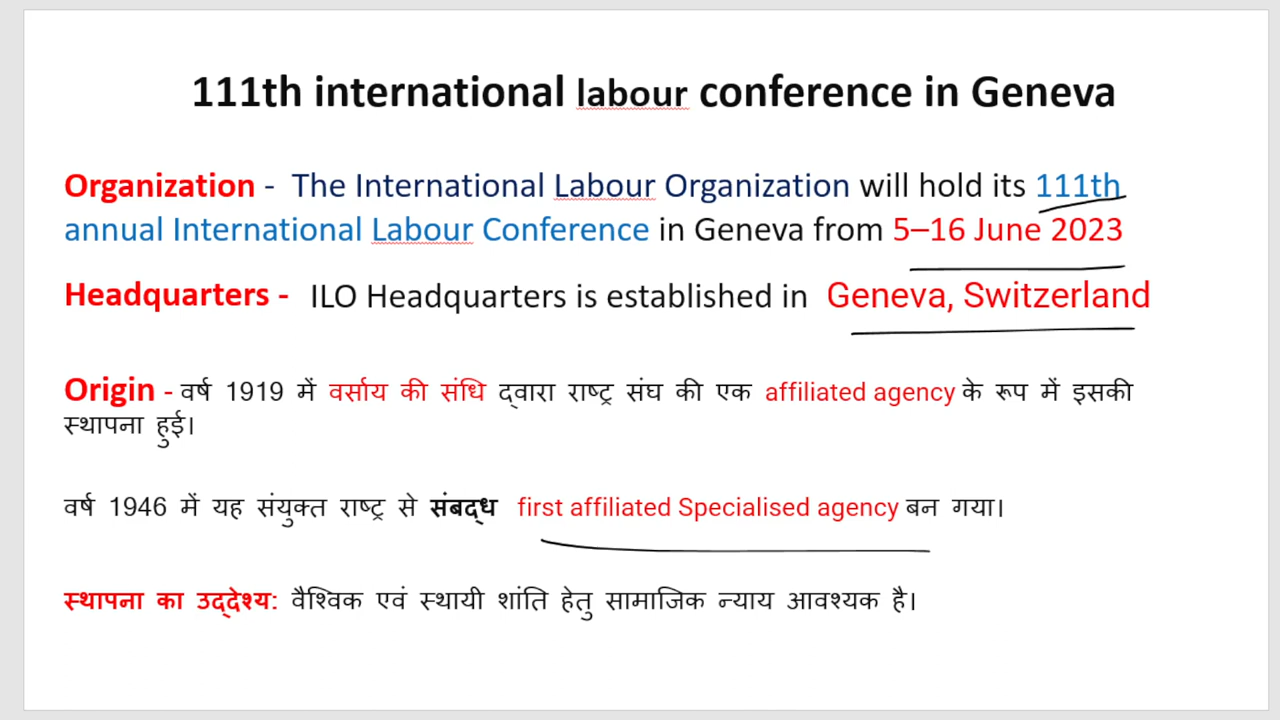 111th international labour conference in Geneva
Organization - The International Labour Organization will hold its 111th
annual International Labour Conference in Geneva from 5–16 June 2023
Headquarters - ILO Headquarters is established in Geneva, Switzerland
Origin - वर्ष 1919 में वर्साय की संधि द्वारा राष्ट्र संघ की एक affiliated agency के रूप में इसकी
स्थापना हुई।
वर्ष 1946 में यह संयुक्त राष्ट्र से संबद्ध first affiliated Specialised agency बन गया।
स्थापना का उद्देश्य: वैश्विक एवं स्थायी शांति हेतु सामाजिक न्याय आवश्यक है।